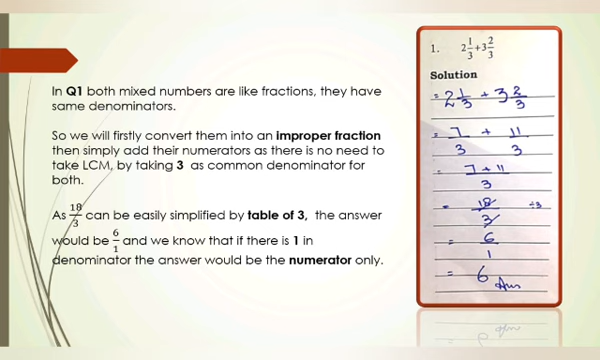 In Q1 both mixed numbers are like fractions, they have
same denominators.
So we will firstly convert them into an improper fraction
then simply add their numerators as there is no need to
take LCM, by taking 3 as common denominator for
both.
As 18/3 can be easily simplified by table of 3, the answer
would be 6/1 and we know that if there is 1 in
denominator the answer would be the numerator only.
1. 2 1/3 + 3 2/3
Solution
= 2 1/3 + 3 2/3
= 7/3 + 11/3
= 7+11/3
= 18/3 ÷3
= 6/1
= 6 Ans